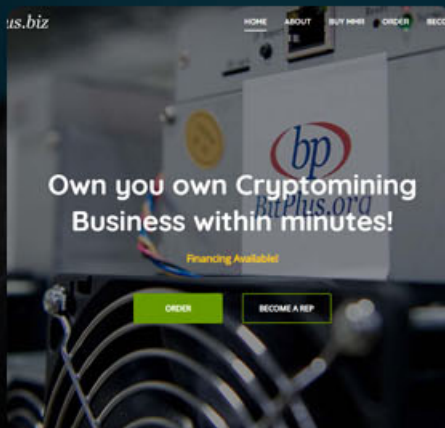 us.biz
HOME ABOUT BUY MMR ORDER BECO
bp
BitPlus.org
Own you own Cryptomining
Business within minutes!
Financing Available!
ORDER BECOME A REP